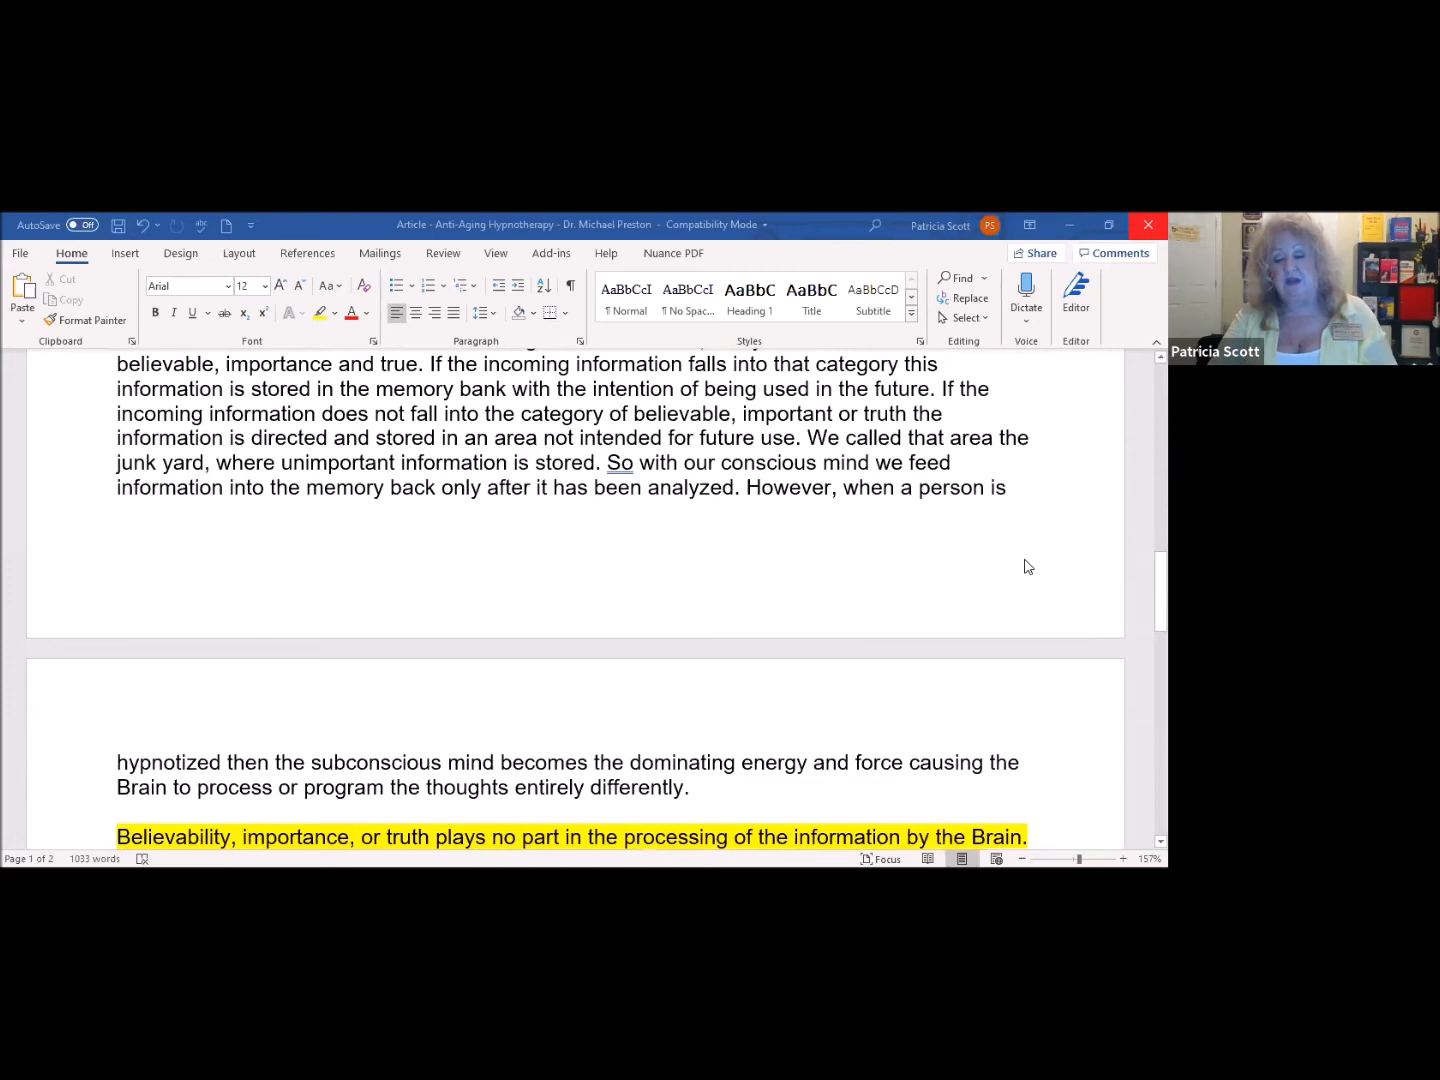 AutoSave Off
Article - Anti-Aging Hypnotherapy - Dr. Michael Preston - Compatibility Mode
Patricia Scott PS
File Home Insert Design Layout References Mailings Review View Add-ins Help Nuance PDF Share Comments
Paste Cut Copy Format Painter
Arial 12 Aa
B I U ab x2 x2 A A
AaBbCcI AaBbCcI AaBbC AaBbC AaBbCcD
¶ Normal ¶ No Spac... Heading 1 Title Subtitle
Find Replace Select
Dictate Editor
Clipboard Font Paragraph Styles Editing Voice Editor
Patricia Scott
believable, importance and true. If the incoming information falls into that category this
information is stored in the memory bank with the intention of being used in the future. If the
incoming information does not fall into the category of believable, important or truth the
information is directed and stored in an area not intended for future use. We called that area the
junk yard, where unimportant information is stored. So with our conscious mind we feed
information into the memory back only after it has been analyzed. However, when a person is
hypnotized then the subconscious mind becomes the dominating energy and force causing the
Brain to process or program the thoughts entirely differently.
Believability, importance, or truth plays no part in the processing of the information by the Brain.
Page 1 of 2 1033 words Focus 157%